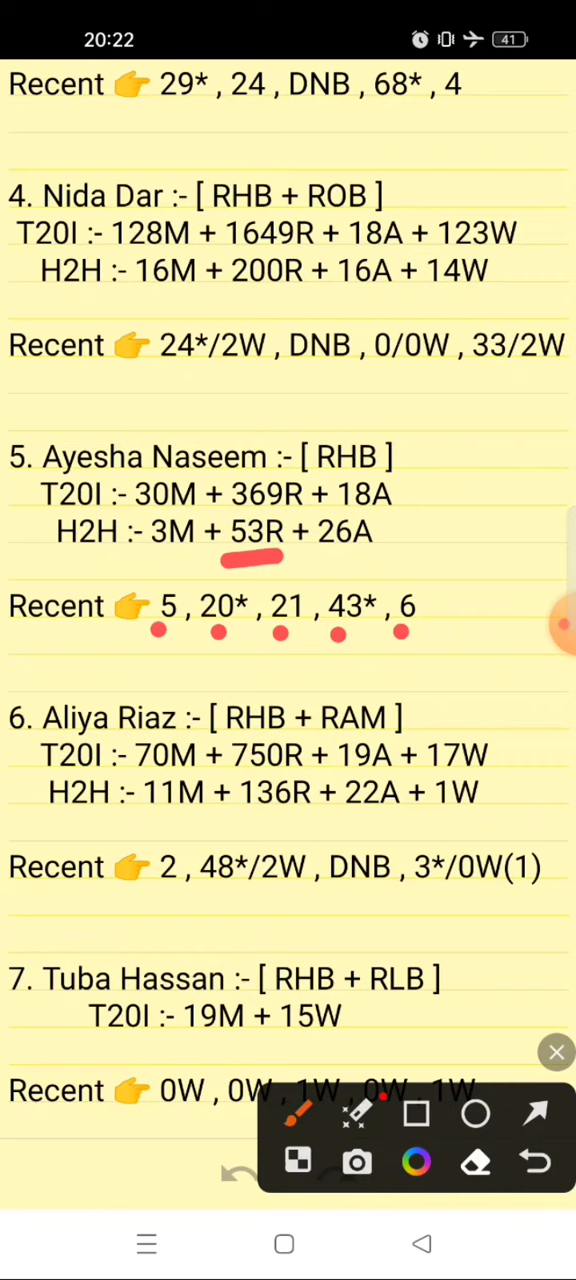 20:22
41
Recent 👉 29* , 24 , DNB , 68* , 4
4. Nida Dar :- [ RHB + ROB ]
T20I :- 128M + 1649R + 18A + 123W
H2H :- 16M + 200R + 16A + 14W
Recent 👉 24*/2W , DNB , 0/0W , 33/2W
5. Ayesha Naseem :- [ RHB ]
T20I :- 30M + 369R + 18A
H2H :- 3M + 53R + 26A
Recent 👉 5 , 20* , 21 , 43* , 6
6. Aliya Riaz :- [ RHB + RAM ]
T20I :- 70M + 750R + 19A + 17W
H2H :- 11M + 136R + 22A + 1W
Recent 👉 2 , 48*/2W , DNB , 3*/0W(1)
7. Tuba Hassan :- [ RHB + RLB ]
T20I :- 19M + 15W
Recent 👉 0W , 0W , 1W , 0W , 1W